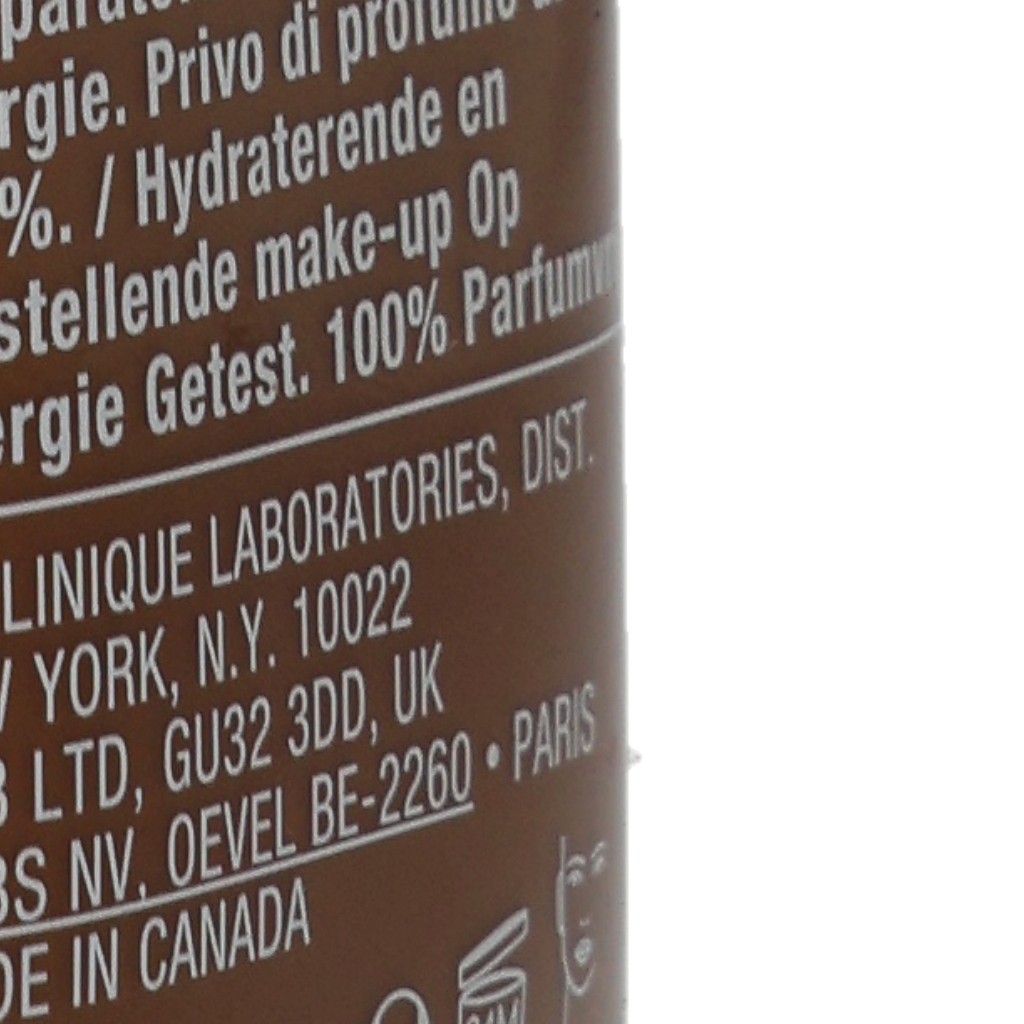 rgie. Privo di profumo
%. / Hydraterende en
stellende make-up Op
ergie Getest. 100%
LINIQUE LABORATORIES, DIST.
YORK, N.Y. 10022
LTD, GU32 3DD, UK
BS NV, OEVEL BE-2260 • PARIS
DE IN CANADA
24M